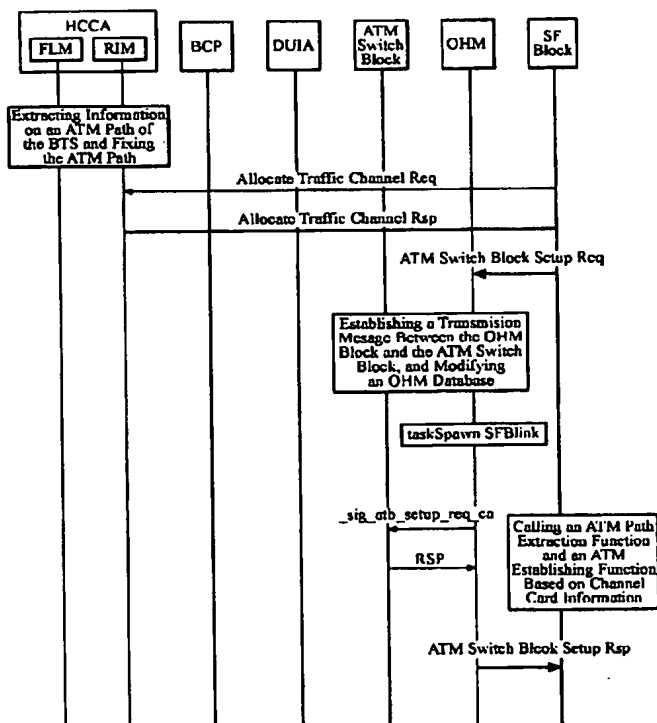 HCCA
FLM
RIM
BCP
DUIA
ATM
Switch
Block
OHM
SF
Block
Extracting Information
on an ATM Path of
the BTS and Fixing
the ATM Path
Allocate Traffic Channel Req
Allocate Traffic Channel Rsp
ATM Switch Block Setup Req
Establishing a Transmision
Message Between the OHM
Block and the ATM Switch
Block, and Modifying
an OHM Database
taskSpawn SFBlink
_sig_atb_setup_req_ca
RSP
Calling an ATM Path
Extraction Function
and an ATM
Establishing Function
Based on Channel
Card Information
ATM Switch Block Setup Rsp